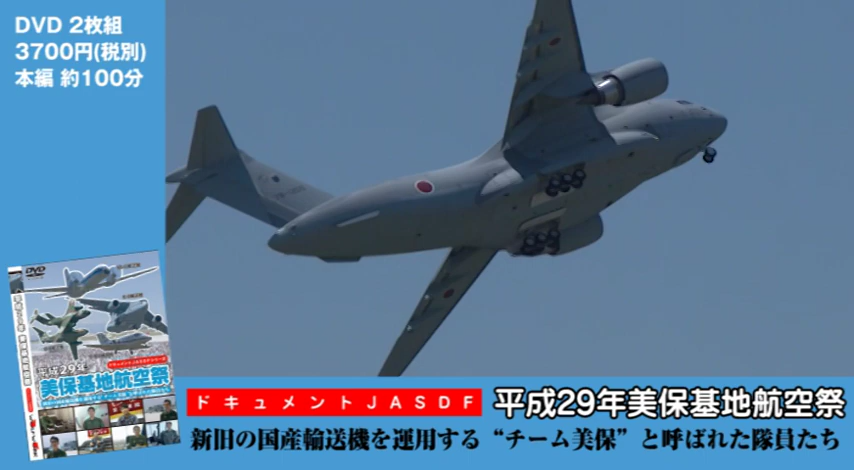 DVD 2枚組
3700円(税別)
本編 約100分
DVD
平成29年
美保基地航空祭
ドキュメントJASDF
平成29年美保基地航空祭
新旧の国産輸送機を運用する“チーム美保”と呼ばれた隊員たち